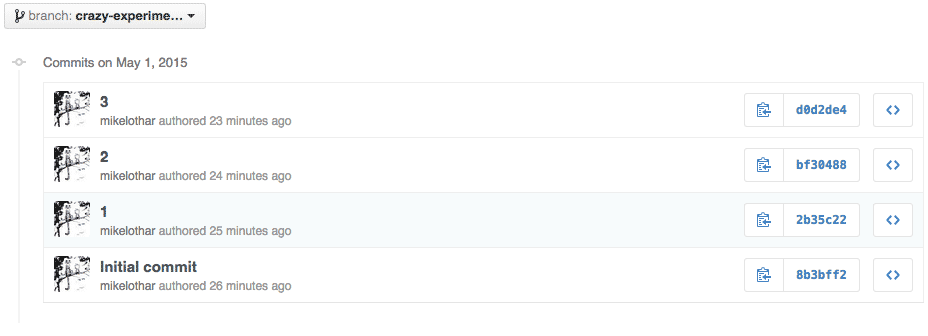 branch: crazy-experime...
Commits on May 1, 2015
3
mikelothar authored 23 minutes ago
d0d2de4
2
mikelothar authored 24 minutes ago
bf30488
1
mikelothar authored 25 minutes ago
2b35c22
Initial commit
mikelothar authored 26 minutes ago
8b3bff2